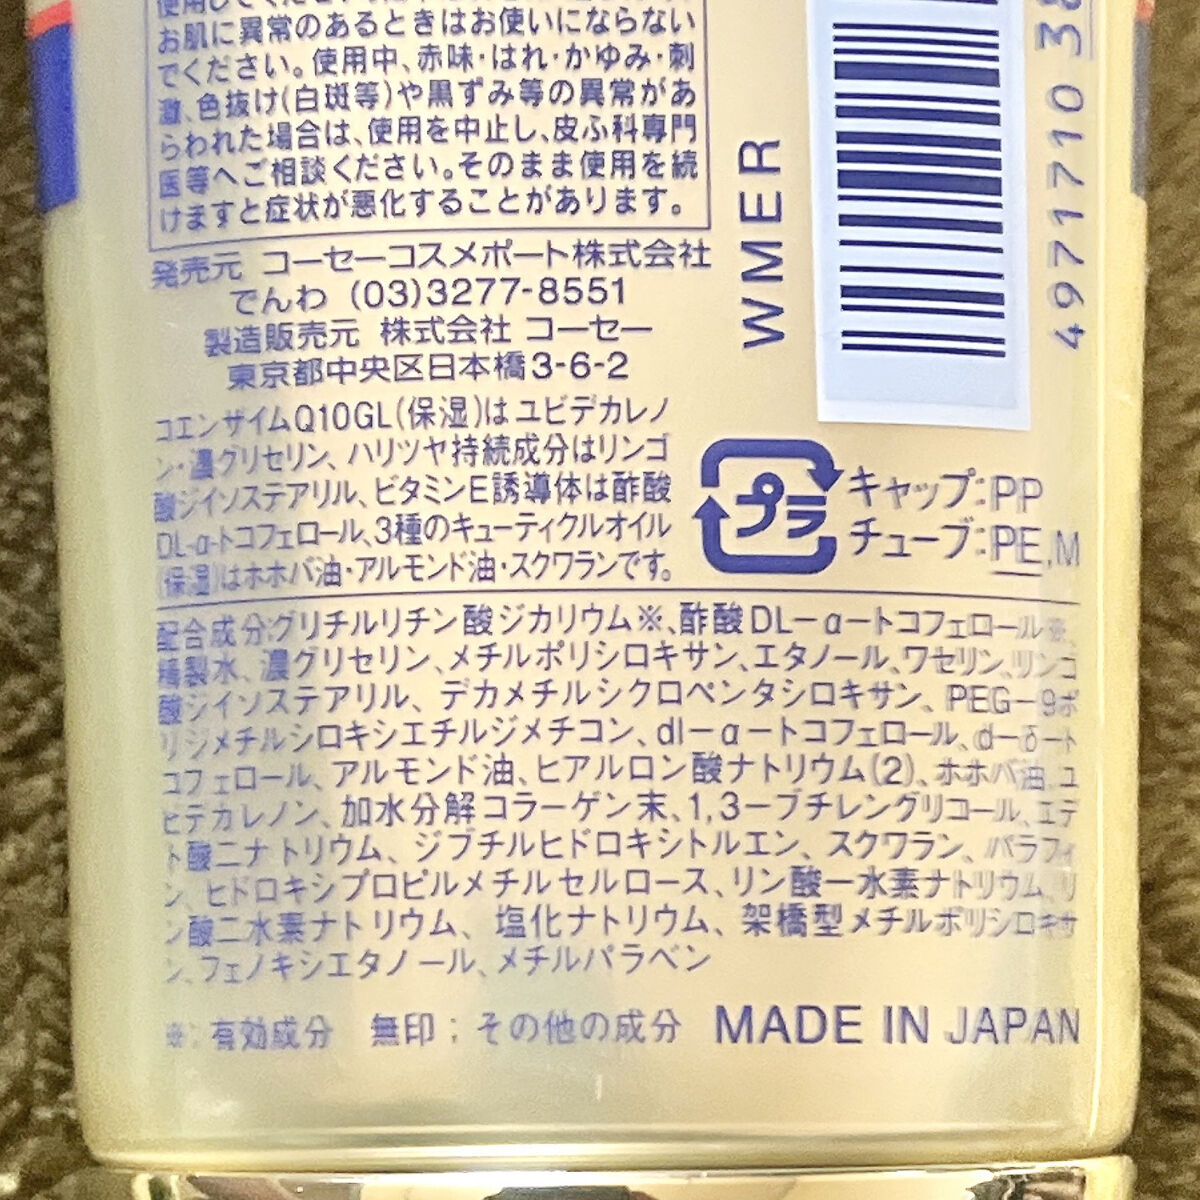 お肌に異常のあるときはお使いにならない
でください。使用中、赤味・はれ・かゆみ・刺
激、色抜け(白斑等)や黒ずみ等の異常があ
らわれた場合は、使用を中止し、皮ふ科専門
医等へご相談ください。そのまま使用を続
けますと症状が悪化することがあります。
発売元 コーセーコスメポート株式会社
でんわ (03)3277-8551
製造販売元 株式会社 コーセー
東京都中央区日本橋3-6-2
コエンザイムQ10GL(保湿)は ユビデカレノ
ン・濃グリセリン、ハリツヤ持続成分はリンゴ
酸ジイソステアリル、ビタミンE誘導体は酢酸
DL-α-トコフェロール、3種のキューティクルオイル
(保湿)はホホバ油・アルモンド油・スクワランです。
WMER
4971710 38
プラ
キャップ:PP
チューブ:PE,M
配合成分:グリチルリチン酸ジカリウム※、酢酸DLーαートコフェロール※、
精製水、濃グリセリン、メチルポリシロキサン、エタノール、ワセリン、リンゴ
酸ジイソステアリル、デカメチルシクロペンタシロキサン、PEGー9ポ
リジメチルシロキシエチルジメチコン、dlーαートコフェロール、dーδート
コフェロール、アルモンド油、ヒアルロン酸ナトリウム(2)、ホホバ油、ユ
ビデカレノン、加水分解コラーゲン末、1,3ーブチレングリコール、エデ
ト酸二ナトリウム、ジブチルヒドロキシトルエン、スクワラン、パラフィ
ン、ヒドロキシプロピルメチルセルロース、リン酸一水素ナトリウム、リ
ン酸二水素ナトリウム、塩化ナトリウム、架橋型メチルポリシロキサ
ン、フェノキシエタノール、メチルパラベン
※:有効成分 無印;その他の成分 MADE IN JAPAN